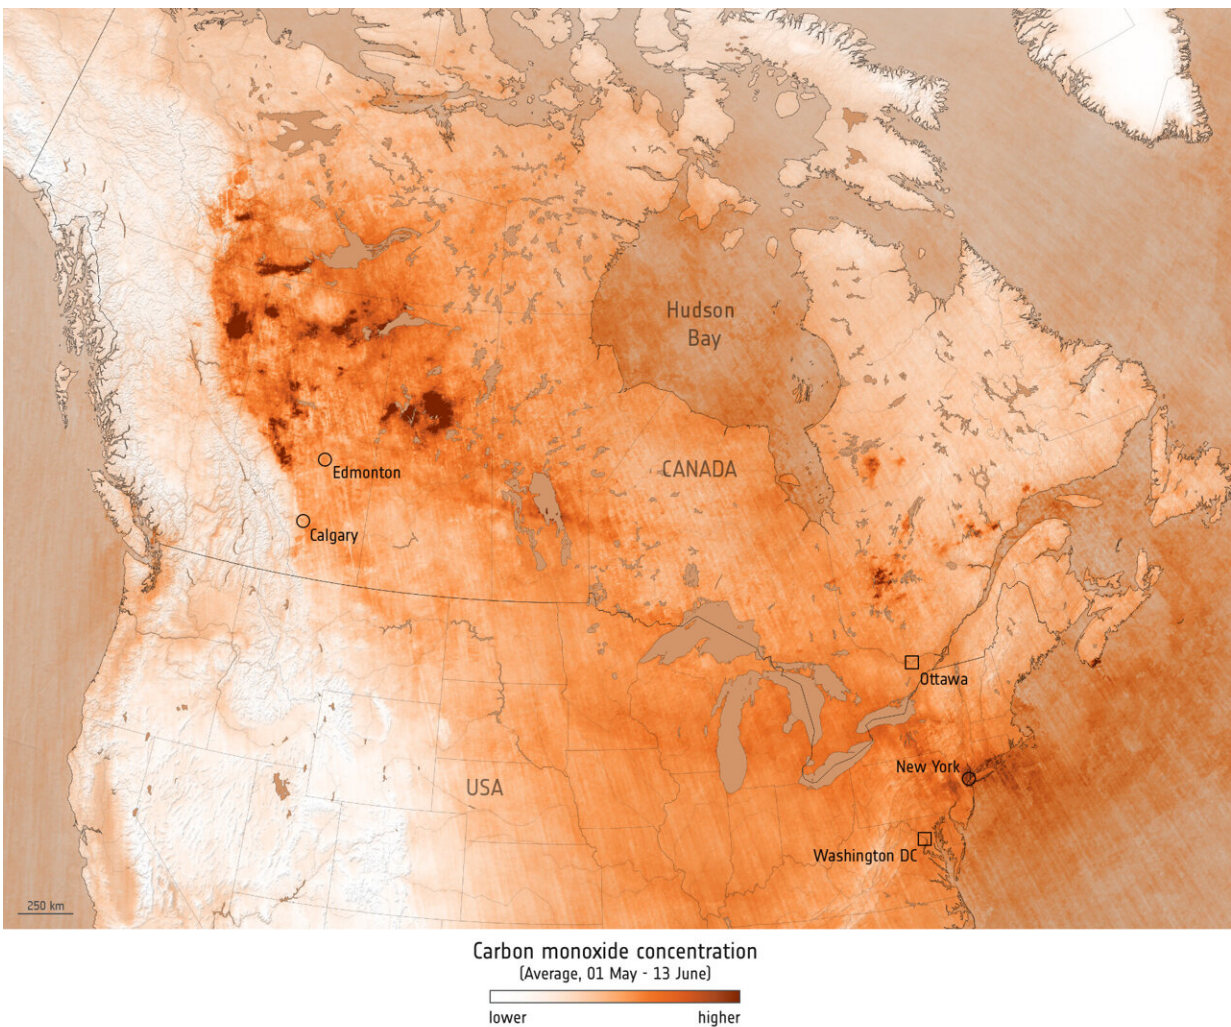 Hudson
Bay
CANADA
Edmonton
Calgary
Ottawa
New York
USA
Washington DC
250 km
Carbon monoxide concentration
(Average, 01 May - 13 June)
lower
higher